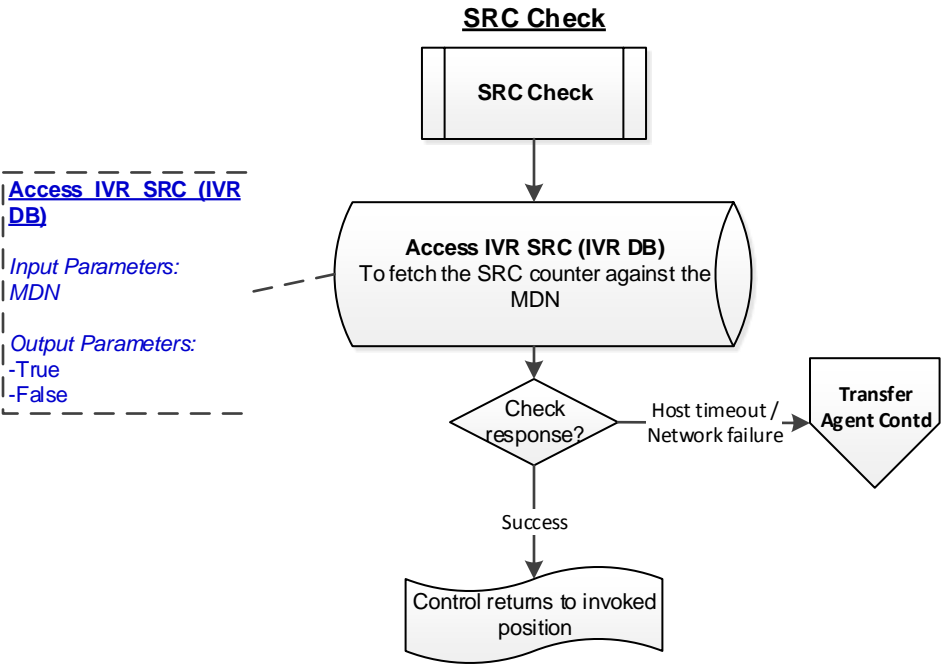 SRC Check
SRC Check
Access IVR SRC (IVR
DB)
Input Parameters:
MDN
Output Parameters:
-True
-False
Access IVR SRC (IVR DB)
To fetch the SRC counter against the
MDN
Check
response?
Host timeout /
Network failure
Transfer
Agent Contd
Success
Control returns to invoked
position